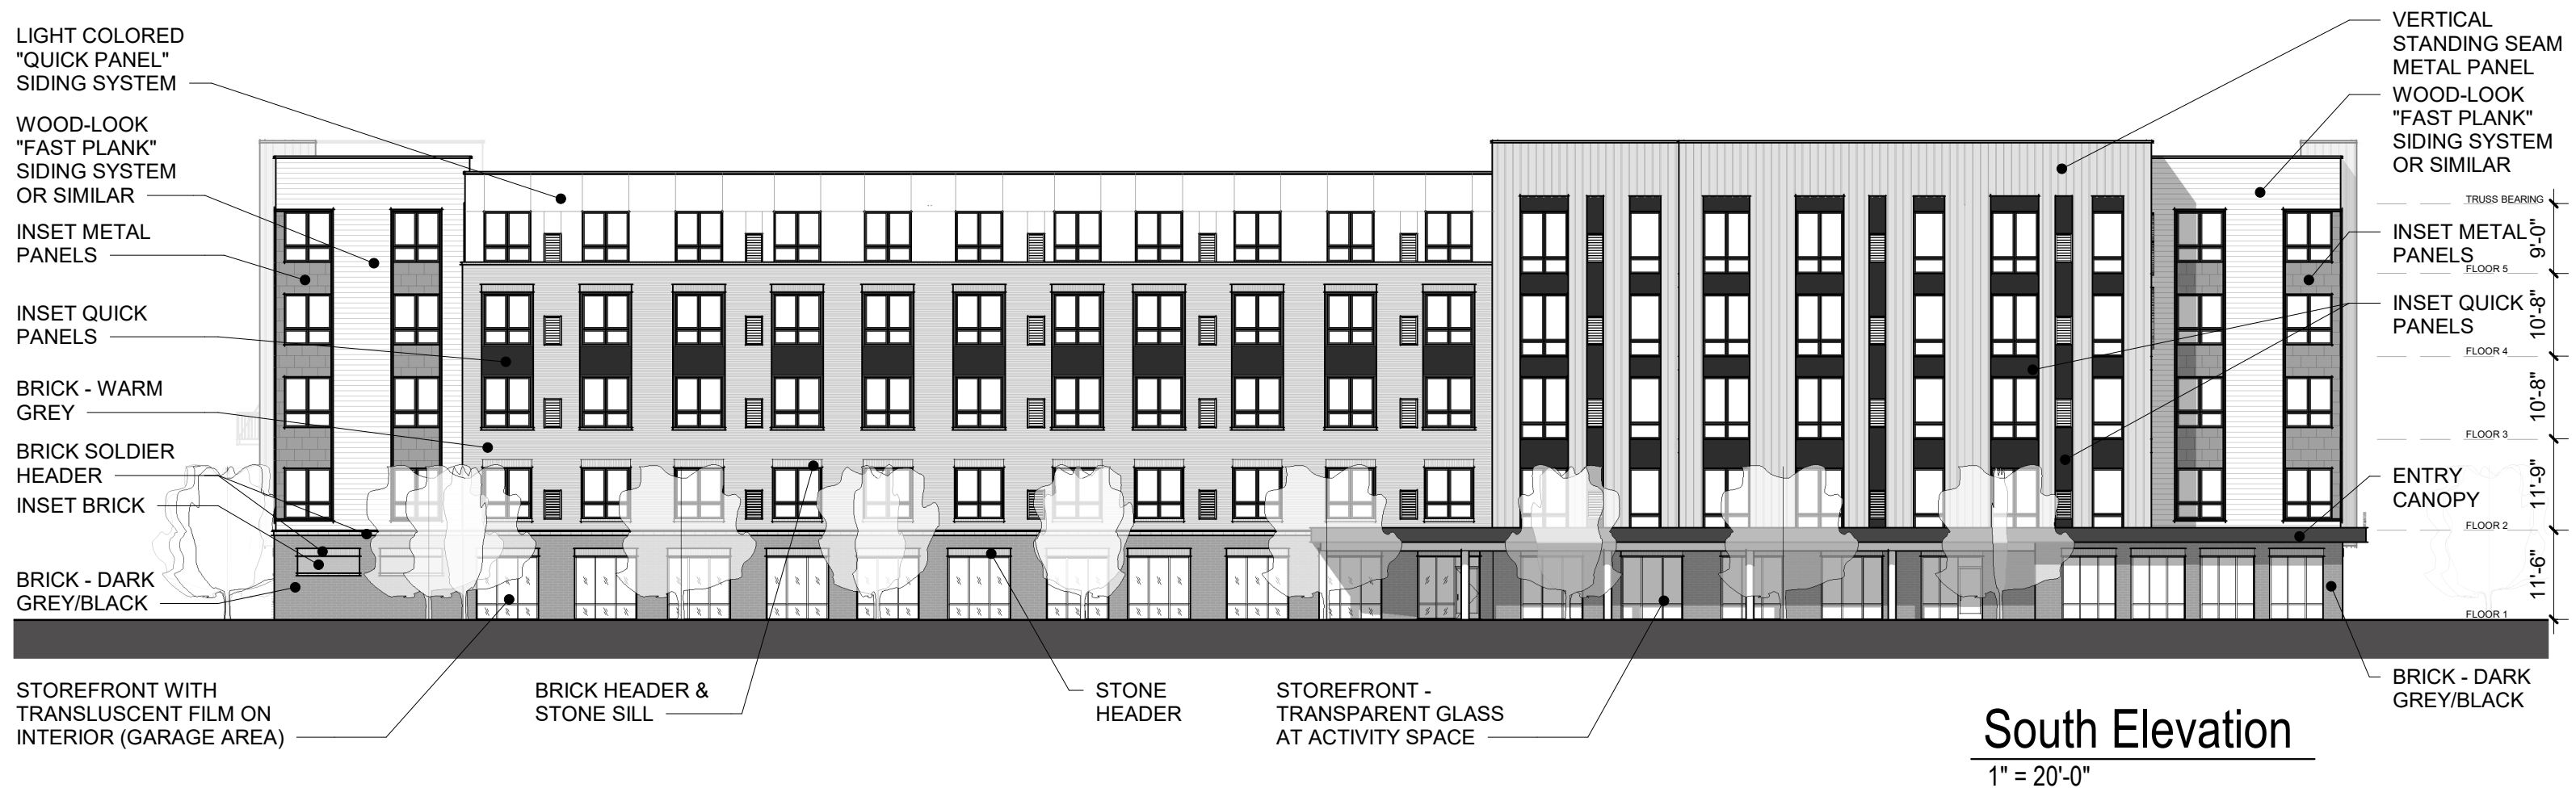 LIGHT COLORED
"QUICK PANEL"
SIDING SYSTEM
WOOD-LOOK
"FAST PLANK"
SIDING SYSTEM
OR SIMILAR
INSET METAL
PANELS
INSET QUICK
PANELS
BRICK - WARM
GREY
BRICK SOLDIER
HEADER
INSET BRICK
BRICK - DARK
GREY/BLACK
STOREFRONT WITH
TRANSLUSCENT FILM ON
INTERIOR (GARAGE AREA)
BRICK HEADER &
STONE SILL
STONE
HEADER
STOREFRONT -
TRANSPARENT GLASS
AT ACTIVITY SPACE
VERTICAL
STANDING SEAM
METAL PANEL
WOOD-LOOK
"FAST PLANK"
SIDING SYSTEM
OR SIMILAR
TRUSS BEARING
INSET METAL
PANELS
9'-0"
FLOOR 5
INSET QUICK
PANELS
10'-8"
FLOOR 4
10'-8"
FLOOR 3
ENTRY
CANOPY
11'-9"
FLOOR 2
11'-6"
FLOOR 1
BRICK - DARK
GREY/BLACK
South Elevation
1" = 20'-0"